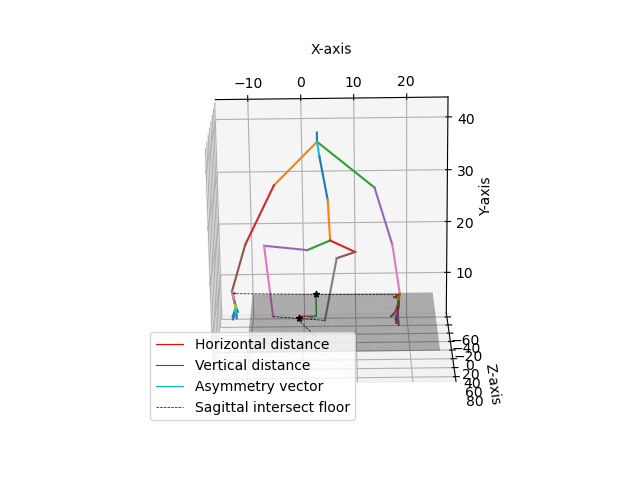 X-axis
−10 0 10 20
40
30
Y-axis
20
10
−60
−40
−20
0
20
40
60
80
Z-axis
Horizontal distance
Vertical distance
Asymmetry vector
Sagittal intersect floor